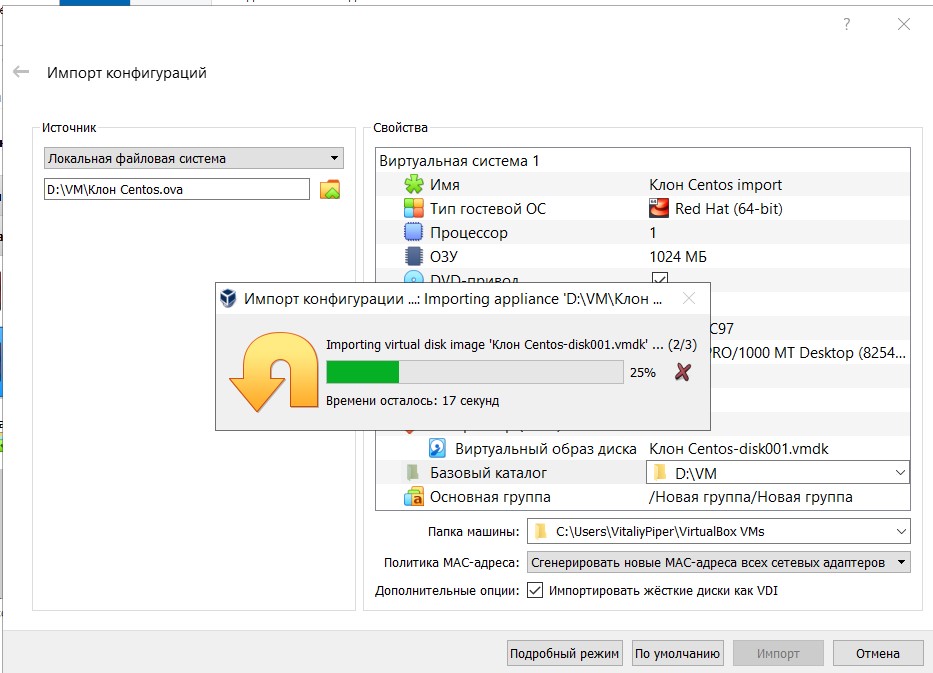 ?
Импорт конфигураций
Источник
Локальная файловая система
D:\VM\Клон Centos.ova
Свойства
Виртуальная система 1
Имя Клон Centos import
Тип гостевой ОС Red Hat (64-bit)
Процессор 1
ОЗУ 1024 МБ
DVD-привод
Импорт конфигурации ...: Importing appliance 'D:\VM\Клон ...
C97
Importing virtual disk image 'Клон Centos-disk001.vmdk' ... (2/3)
PRO/1000 MT Desktop (8254...
25%
Времени осталось: 17 секунд
Виртуальный образ диска Клон Centos-disk001.vmdk
Базовый каталог D:\VM
Основная группа /Новая группа/Новая группа
Папка машины: C:\Users\VitaliyPiper\VirtualBox VMs
Политика MAC-адреса: Сгенерировать новые MAC-адреса всех сетевых адаптеров
Дополнительные опции: Импортировать жёсткие диски как VDI
Подробный режим По умолчанию Импорт Отмена